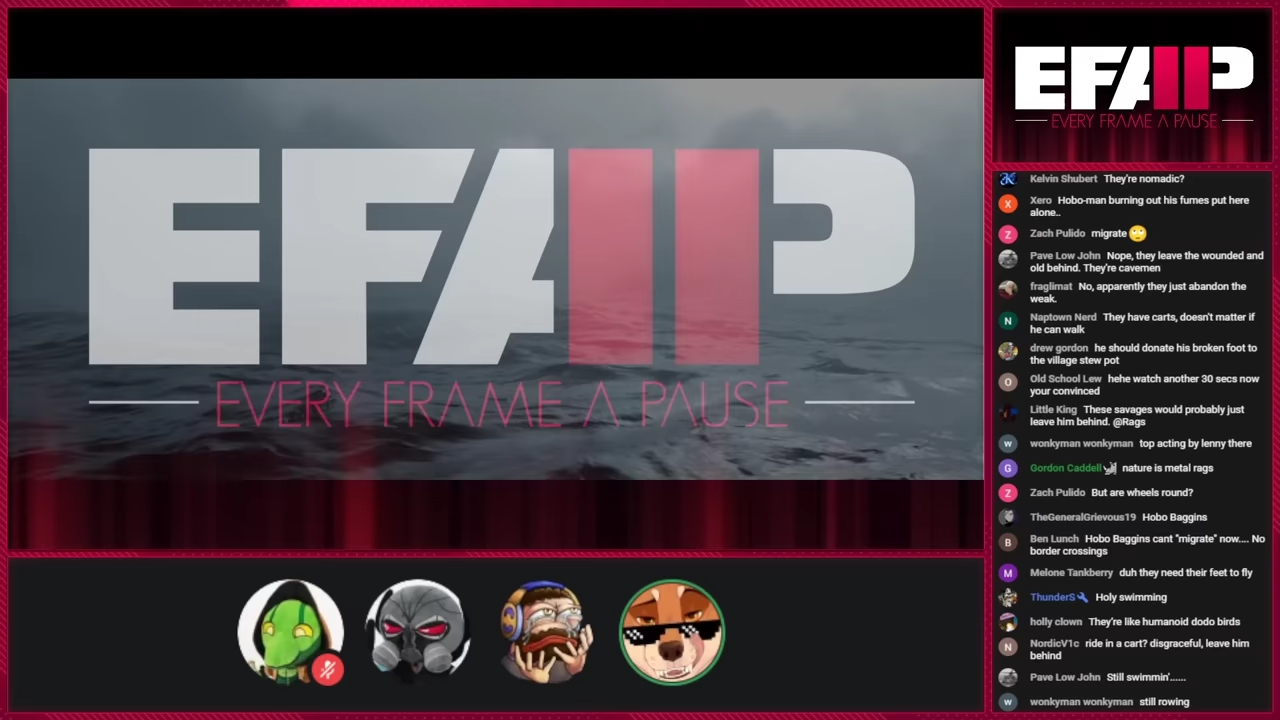 EFAP
EVERY FRAME A PAUSE
EFAP
EVERY FRAME A PAUSE
Kelvin Shubert They're nomadic?
Xero Hobo-man burning out his fumes put here
alone..
Zach Pulido migrate 🙄
Pave Low John Nope, they leave the wounded and
old behind. They're cavemen
fraglimat No, apparently they just abandon the
weak.
Naptown Nerd They have carts, doesn't matter if
he can walk
drew gordon he should donate his broken foot to
the village stew pot
Old School Lew hehe watch another 30 secs now
your convinced
Little King These savages would probably just
leave him behind. @Rags
wonkyman wonkyman top acting by lenny there
Gordon Caddell nature is metal rags
Zach Pulido But are wheels round?
TheGeneralGrievous19 Hobo Baggins
Ben Lunch Hobo Baggins cant "migrate" now.... No
border crossings
Melone Tankberry duh they need their feet to fly
ThunderS Holy swimming
holly clown They're like humanoid dodo birds
NordicV1c ride in a cart? disgraceful, leave him
behind
Pave Low John Still swimmin'......
wonkyman wonkyman still rowing
X
Z
N
O
w
G
Z
B
M
N
w